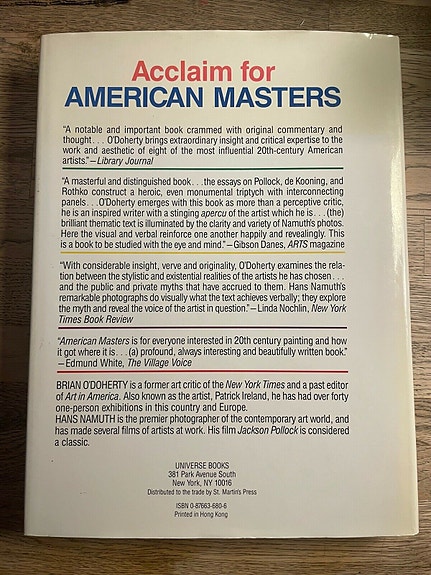 Acclaim for
AMERICAN MASTERS
"A notable and important book crammed with original commentary and
thought . . . O'Doherty brings extraordinary insight and critical expertise to the
work and aesthetic of eight of the most influential 20th-century American
artists."—Library Journal
"A masterful and distinguished book . . . the essays on Pollock, de Kooning, and
Rothko construct a heroic, even monumental triptych with interconnecting
panels . . . O'Doherty emerges with this book as more than a perceptive critic,
he is an inspired writer with a stinging apercu of the artist which he is . . . (the)
brilliant thematic text is illuminated by the clarity and variety of Namuth's photos.
Here the visual and verbal reinforce one another happily and revealingly. This
is a book to be studied with the eye and mind."—Gibson Danes, ARTS magazine
"With considerable insight, verve and originality, O'Doherty examines the rela-
tion between the stylistic and existential realities of the artists he has chosen . . .
and the public and private myths that have accrued to them. Hans Namuth's
remarkable photographs do visually what the text achieves verbally; they explore
the myth and reveal the voice of the artist in question."—Linda Nochlin, New York
Times Book Review
"American Masters is for everyone interested in 20th century painting and how
it got where it is . . . (a) profound, always interesting and beautifully written book."
—Edmund White, The Village Voice
BRIAN O'DOHERTY is a former art critic of the New York Times and a past editor
of Art in America. Also known as the artist, Patrick Ireland, he has had over forty
one-person exhibitions in this country and Europe.
HANS NAMUTH is the premier photographer of the contemporary art world, and
has made several films of artists at work. His film Jackson Pollock is considered
a classic.
UNIVERSE BOOKS
381 Park Avenue South
New York, NY 10016
Distributed to the trade by St. Martin's Press
ISBN 0-87663-680-6
Printed in Hong Kong